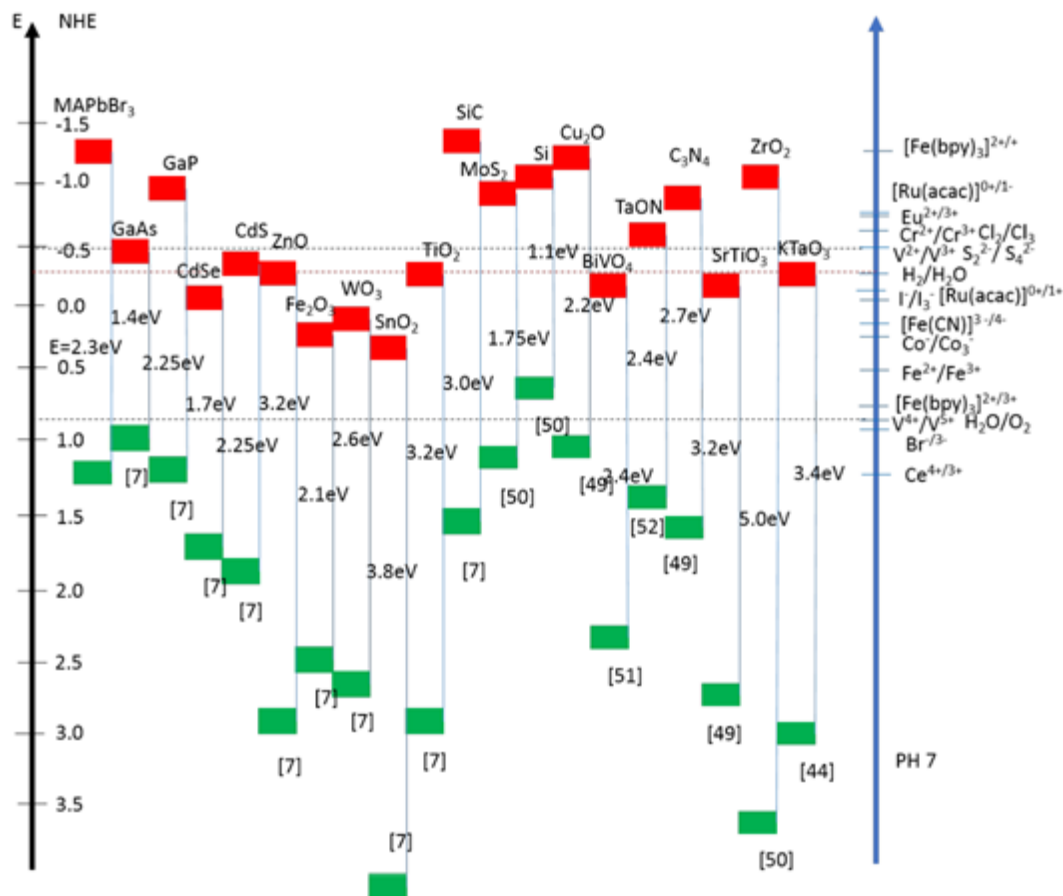 E NHE
MAPbBr₃
-1.5
-1.0
-0.5
0.0
0.5
1.0
1.5
2.0
2.5
3.0
3.5
GaAs
GaP
CdSe
CdS
ZnO
Fe₂O₃
WO₃
SnO₂
TiO₂
SiC
MoS₂
Si
Cu₂O
BiVO₄
TaON
C₃N₄
SrTiO₃
ZrO₂
KTaO₃
E=2.3eV
1.4eV
2.25eV
1.7eV
2.25eV
3.2eV
2.1eV
2.6eV
3.8eV
3.2eV
3.0eV
1.75eV
1.1eV
2.2eV
2.4eV
2.4eV
2.7eV
3.2eV
5.0eV
3.4eV
[7]
[7]
[7]
[7]
[7]
[7]
[7]
[7]
[7]
[7]
[50]
[50]
[49]
[51]
[52]
[49]
[49]
[50]
[44]
[Fe(bpy)₃]²⁺/⁺
[Ru(acac)]⁰⁺/¹⁻
Eu²⁺/³⁺
Cr²⁺/Cr³⁺ Cl₂/Cl₃
V²⁺/V³⁺ S₂²⁻/ S₄²⁻
H₂/H₂O
I⁻/I₃⁻ [Ru(acac)]⁰⁺/¹⁺
[Fe(CN)]³⁻/⁴⁻
Co⁻/Co₃⁻
Fe²⁺/Fe³⁺
[Fe(bpy)₃]²⁺/³⁺
V⁴⁺/V⁵⁺ H₂O/O₂
Br⁻/³⁻
Ce⁴⁺/³⁺
PH 7